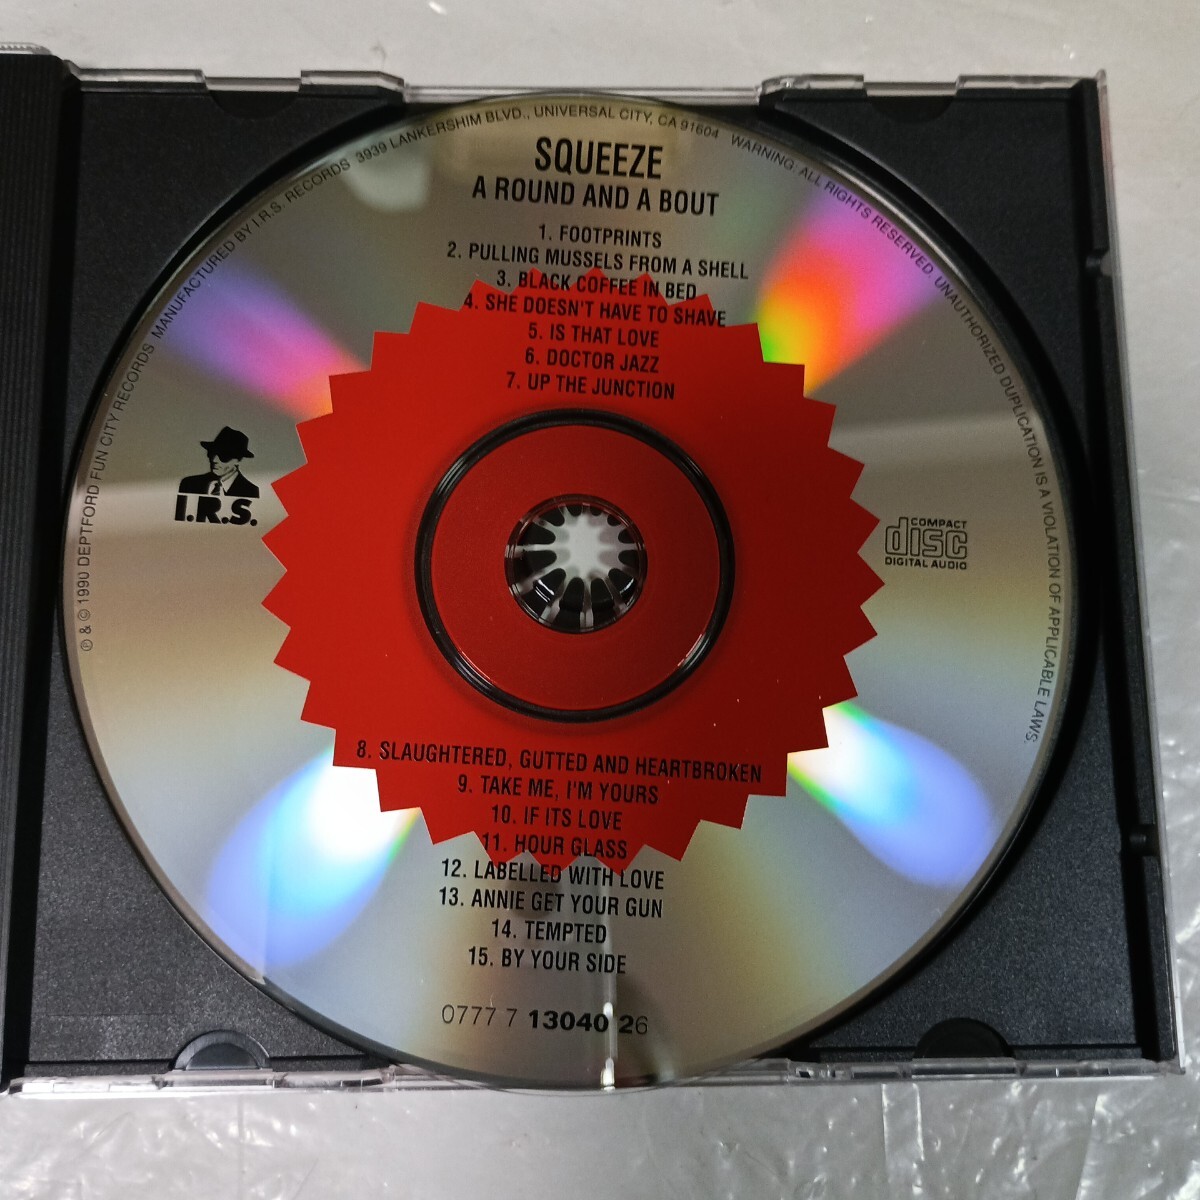 SQUEEZE
A ROUND AND A BOUT
1. FOOTPRINTS
2. PULLING MUSSELS FROM A SHELL
3. BLACK COFFEE IN BED
4. SHE DOESN'T HAVE TO SHAVE
5. IS THAT LOVE
6. DOCTOR JAZZ
7. UP THE JUNCTION
I.R.S.
COMPACT
disc
DIGITAL AUDIO
8. SLAUGHTERED, GUTTED AND HEARTBROKEN
9. TAKE ME, I'M YOURS
10. IF ITS LOVE
11. HOUR GLASS
12. LABELLED WITH LOVE
13. ANNIE GET YOUR GUN
14. TEMPTED
15. BY YOUR SIDE
0777 7 13040 26
℗ & © 1990 DEPTFORD FUN CITY RECORDS MANUFACTURED BY I.R.S. RECORDS 3939 LANKERSHIM BLVD., UNIVERSAL CITY, CA 91604 WARNING: ALL RIGHTS RESERVED. UNAUTHORIZED DUPLICATION IS A VIOLATION OF APPLICABLE LAWS.